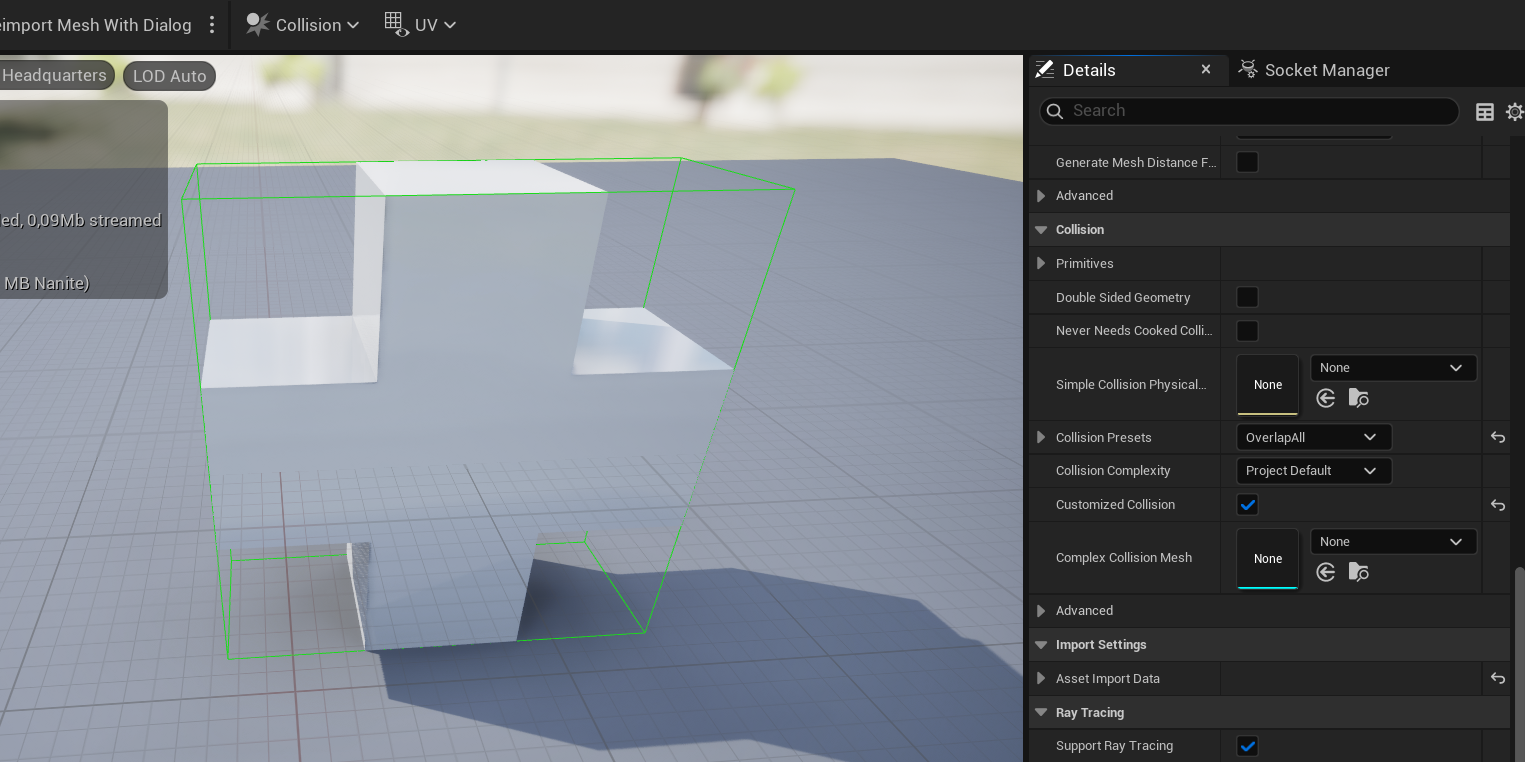 eimport Mesh With Dialog
Collision
UV
Headquarters
LOD Auto
ed, 0,09Mb streamed
MB Nanite)
Details
Socket Manager
Search
Generate Mesh Distance F...
Advanced
Collision
Primitives
Double Sided Geometry
Never Needs Cooked Colli...
Simple Collision Physical...
None
None
Collision Presets
OverlapAll
Collision Complexity
Project Default
Customized Collision
Complex Collision Mesh
None
None
Advanced
Import Settings
Asset Import Data
Ray Tracing
Support Ray Tracing